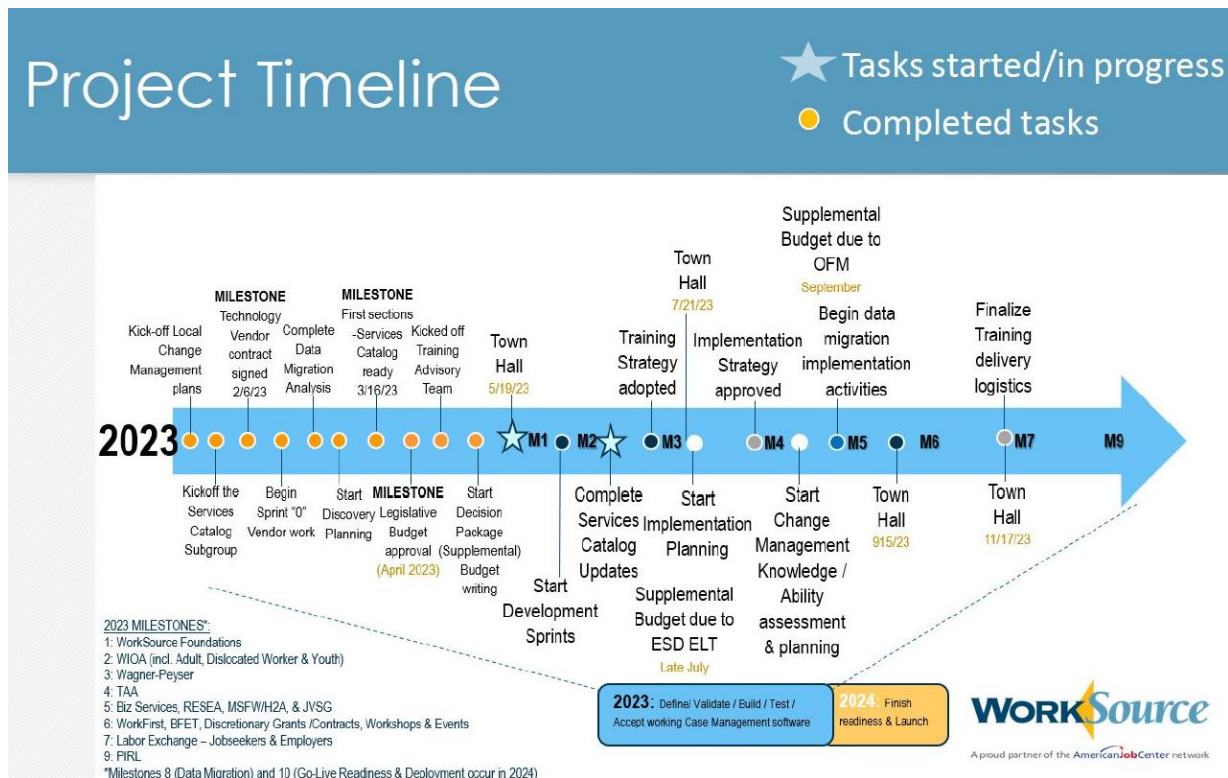 Project Timeline
Tasks started/in progress
Completed tasks
Kick-off Local
Change
Management
plans
MILESTONE
Technology
Vendor
contract
signed
2/6/23
Complete
Data
Migration
Analysis
MILESTONE
First sections
-Services
Catalog
ready
3/16/23
Kicked off
Training
Advisory
Team
Town
Hall
5/19/23
Training
Strategy
adopted
Town
Hall
7/21/23
Implementation
Strategy
approved
Supplemental
Budget due to
OFM
September
Begin data
migration
implementation
activities
Finalize
Training
delivery
logistics
2023
M1
M2
M3
M4
M5
M6
M7
M9
Kickoff the
Services
Catalog
Subgroup
Begin
Sprint "0"
Vendor work
Start
Discovery
Planning
MILESTONE
Legislative
Budget
approval
(April 2023)
Start
Decision
Package
(Supplemental)
Budget
writing
Start
Development
Sprints
Complete
Services
Catalog
Updates
Start
Implementation
Planning
Supplemental
Budget due to
ESD ELT
Late July
Start
Change
Management
Knowledge /
Ability
assessment
& planning
Town
Hall
915/23
Town
Hall
11/17/23
2023 MILESTONES*:
1: WorkSource Foundations
2: WIOA (incl. Adult, Dislocated Worker & Youth)
3: Wagner-Peyser
4: TAA
5: Biz Services, RESEA, MSFW/H2A, & JVSG
6: WorkFirst, BFET, Discretionary Grants /Contracts, Workshops & Events
7: Labor Exchange – Jobseekers & Employers
9: PIRL
*Milestones 8 (Data Migration) and 10 (Go-Live Readiness & Deployment occur in 2024)
2023: Define/ Validate / Build / Test /
Accept working Case Management software
2024: Finish
readiness & Launch
WORKSource
A proud partner of the AmericanJobCenter network